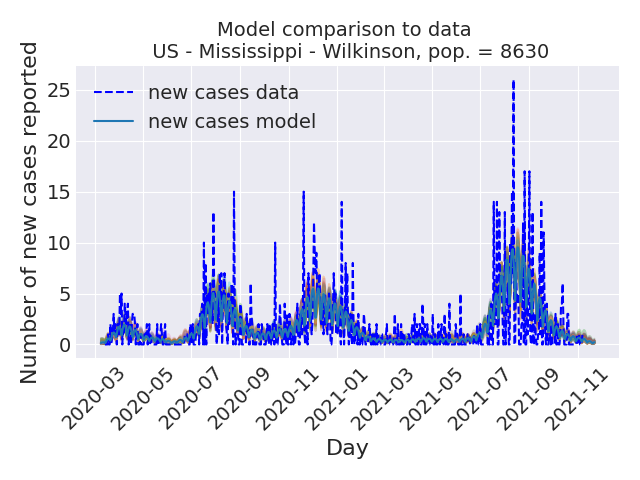 Model comparison to data
US - Mississippi - Wilkinson, pop. = 8630
Number of new cases reported
new cases data
new cases model
25
20
15
10
5
0
2020-03
2020-05
2020-07
2020-09
2020-11
2021-01
2021-03
2021-05
2021-07
2021-09
2021-11
Day